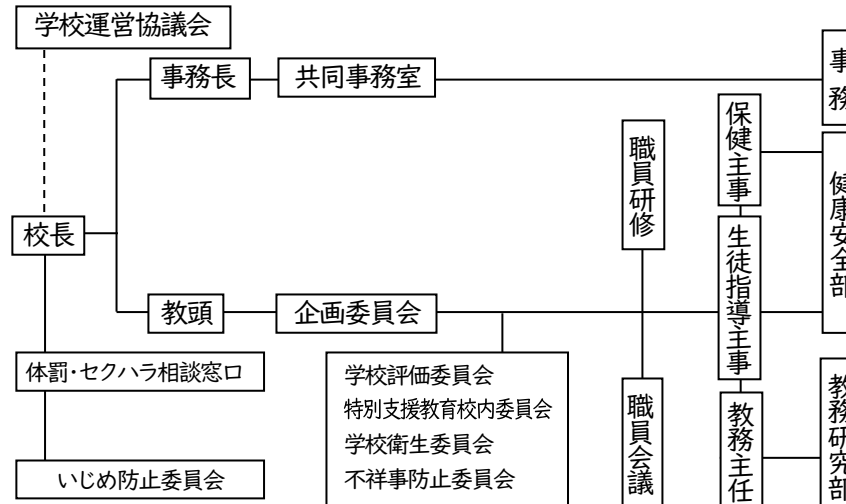 学校運営協議会
事務長
共同事務室
事務
保健主事
職員研修
健康安全部
校長
生徒指導主事
教頭
企画委員会
体罰・セクハラ相談窓口
学校評価委員会
特別支援教育校内委員会
学校衛生委員会
不祥事防止委員会
職員会議
教務主任
教務研究部
いじめ防止委員会